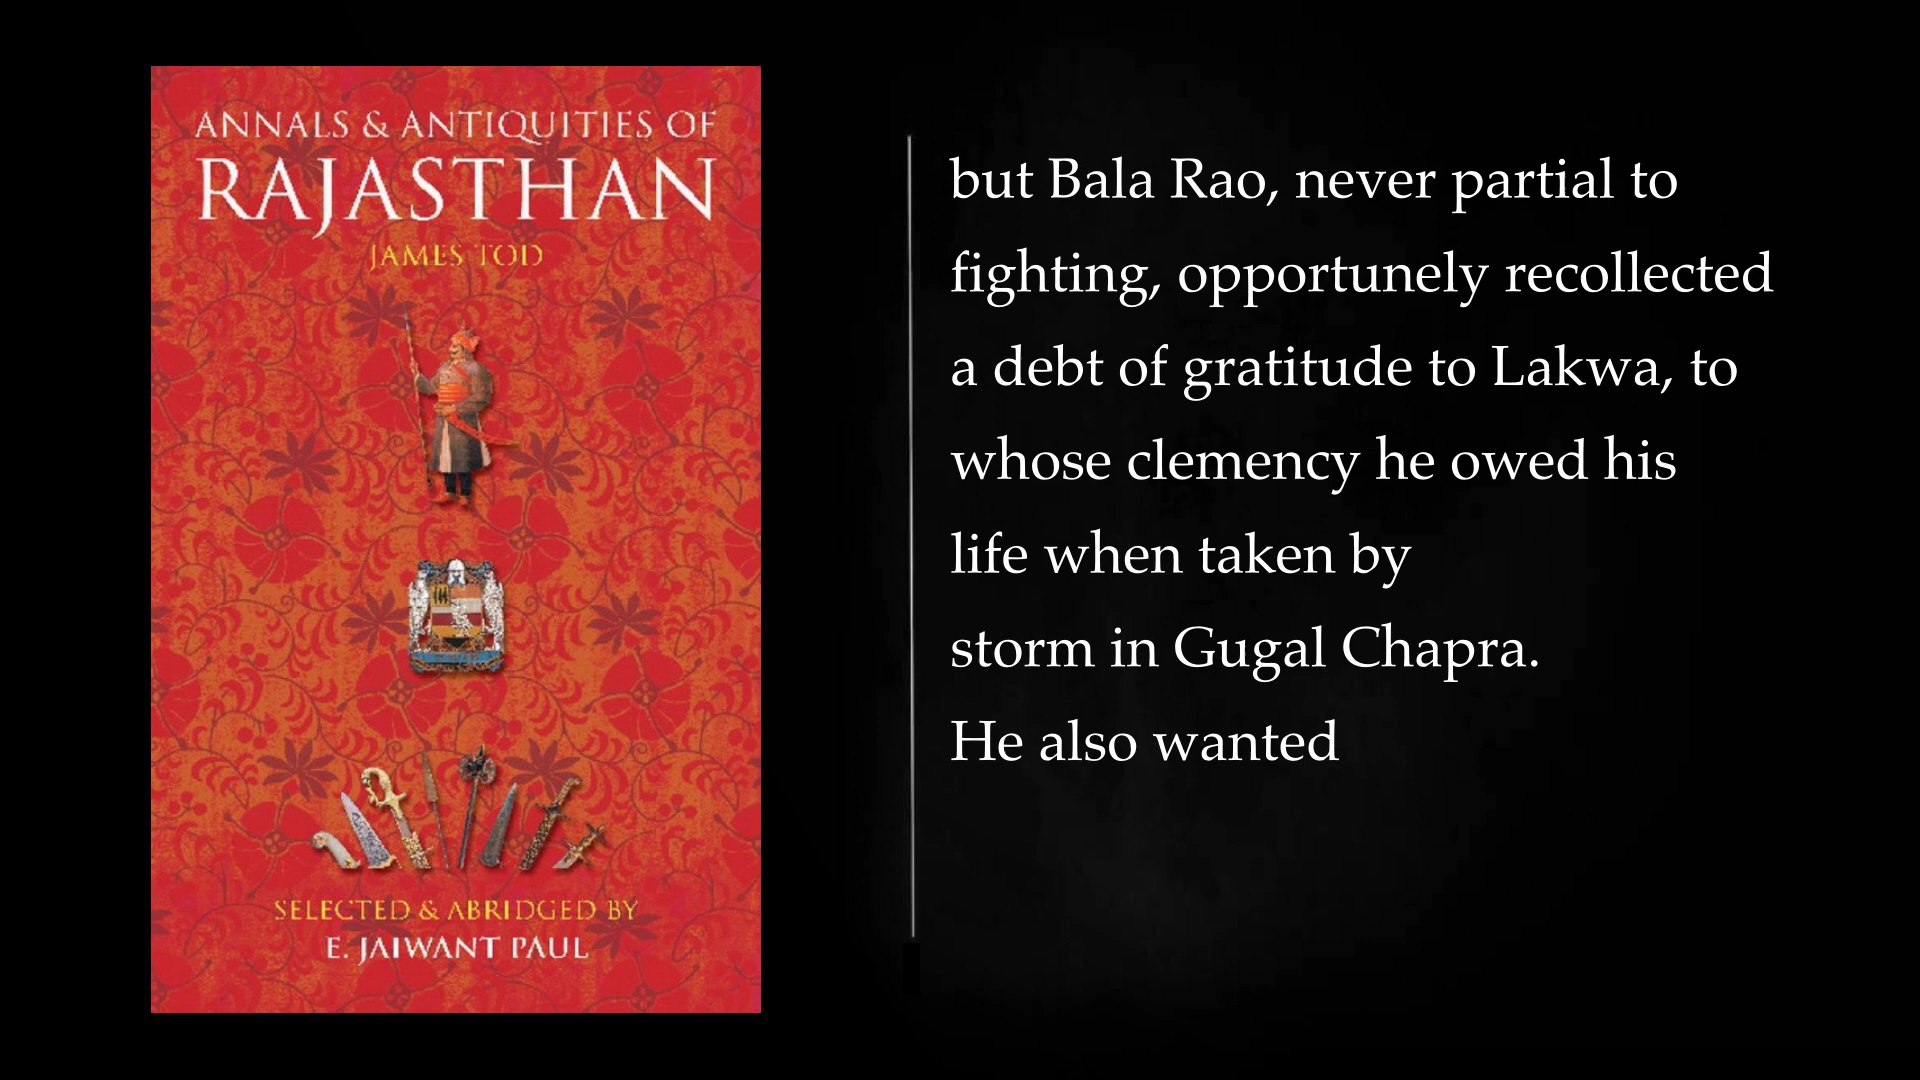 ANNALS & ANTIQUITIES OF
RAJASTHAN
JAMES TOD
SELECTED & ABRIDGED BY
E. JAIWANT PAUL
but Bala Rao, never partial to
fighting, opportunely recollected
a debt of gratitude to Lakwa, to
whose clemency he owed his
life when taken by
storm in Gugal Chapra.
He also wanted